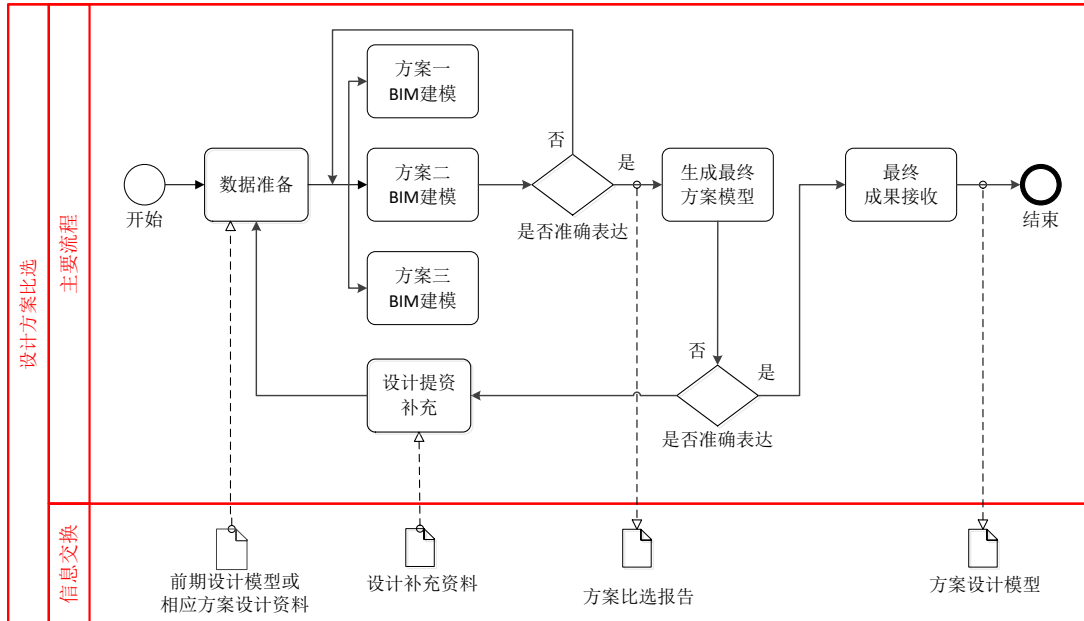 设计方案比选
主要流程
开始
数据准备
方案一
BIM建模
方案二
BIM建模
方案三
BIM建模
否
是
是否准确表达
生成最终
方案模型
最终
成果接收
结束
设计提资
补充
否
是
是否准确表达
信息交换
前期设计模型或
相应方案设计资料
设计补充资料
方案比选报告
方案设计模型